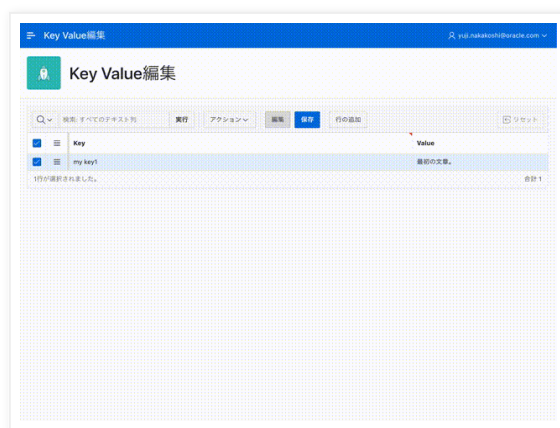 Key Value編集
yuji.nakakoshi@oracle.com
Key Value編集
検索: すべてのテキスト列
実行
アクション
編集
保存
行の追加
リセット
Key
Value
my key1
最初の文章。
1行が選択されました。
合計 1